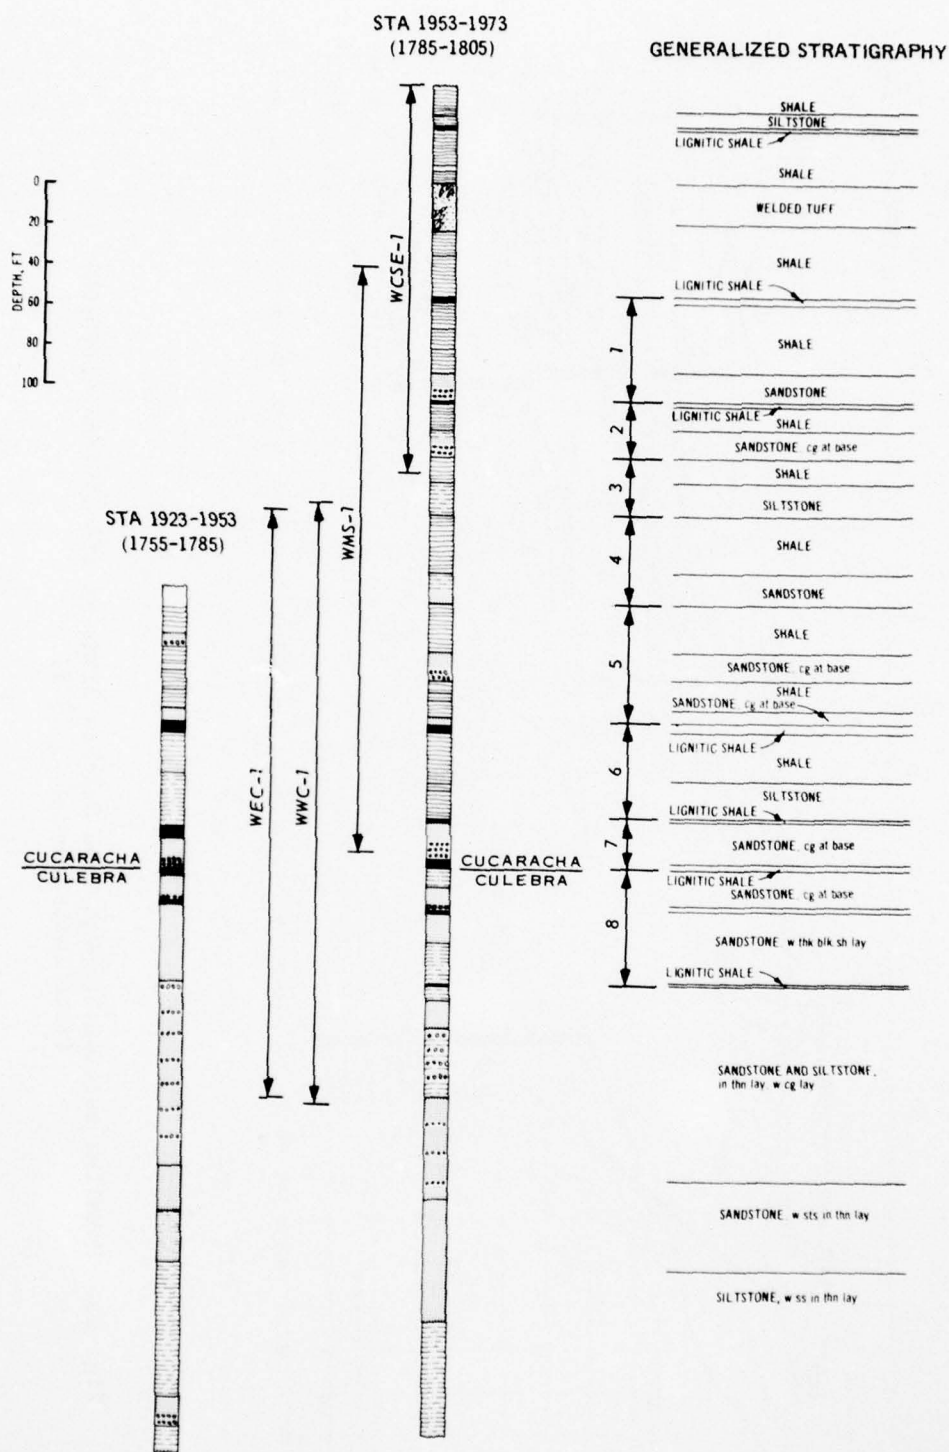 STA 1953-1973
(1785-1805)
GENERALIZED STRATIGRAPHY
SHALE
SILTSTONE
LIGNITIC SHALE
SHALE
WELDED TUFF
SHALE
LIGNITIC SHALE
SHALE
SANDSTONE
LIGNITIC SHALE
SHALE
SANDSTONE cg at base
SHALE
SILTSTONE
SHALE
SANDSTONE
SHALE
SANDSTONE cg at base
SHALE
SANDSTONE cg at base
LIGNITIC SHALE
SHALE
SILTSTONE
LIGNITIC SHALE
SANDSTONE cg at base
LIGNITIC SHALE
SANDSTONE cg at base
SANDSTONE w thk blk sh lay
LIGNITIC SHALE
SANDSTONE AND SILTSTONE,
in thn lay w cg lay
SANDSTONE w sts in thn lay
SILTSTONE, w ss in thn lay
1
2
3
4
5
6
7
8
DEPTH, FT
0
20
40
60
80
100
WCSE-1
WMS-1
STA 1923-1953
(1755-1785)
WEC-1
WWC-1
CUCARACHA
CULEBRA
CUCARACHA
CULEBRA